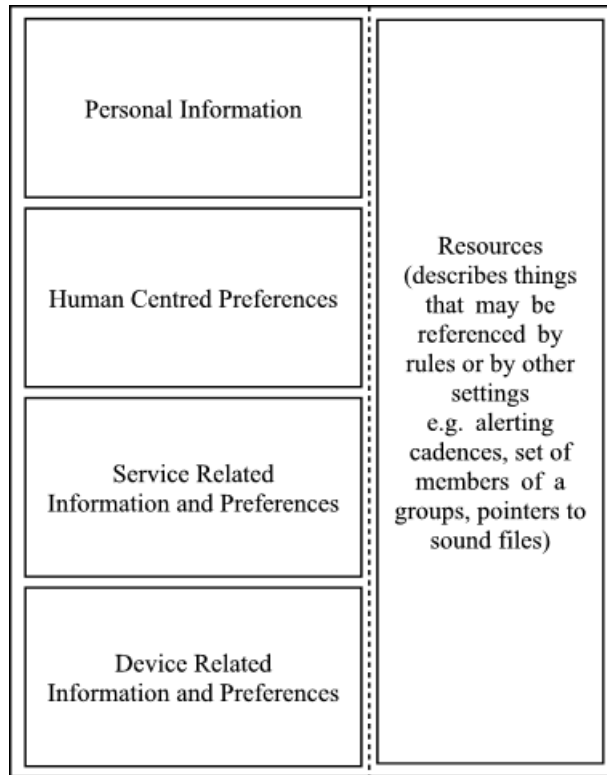 Personal Information
Human Centred Preferences
Service Related
Information and Preferences
Device Related
Information and Preferences
Resources
(describes things
that may be
referenced by
rules or by other
settings
e.g. alerting
cadences, set of
members of a
groups, pointers to
sound files)